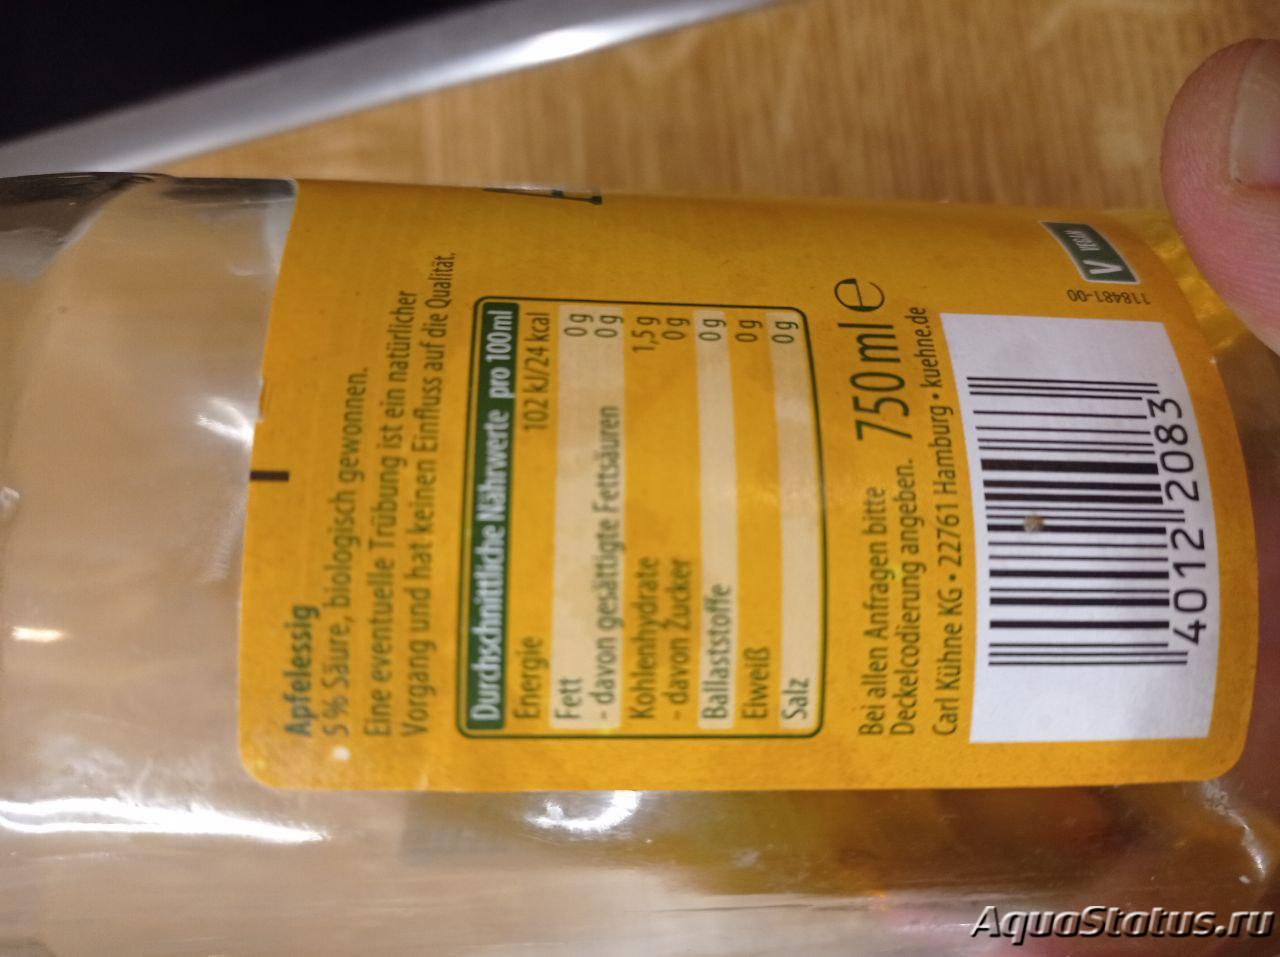 Apfelessig
5% Säure, biologisch gewonnen.
Eine eventuelle Trübung ist ein natürlicher
Vorgang und hat keinen Einfluss auf die Qualität.
Durchschnittliche Nährwerte pro 100ml
Energie 102 kJ/24 kcal
Fett 0 g
- davon gesättigte Fettsäuren 0 g
Kohlenhydrate 1,5 g
- davon Zucker 0 g
Ballaststoffe 0 g
Eiweiß 0 g
Salz 0 g
Bei allen Anfragen bitte
Deckelcodierung angeben. 750 ml e
Carl Kühne KG • 22761 Hamburg • kuehne.de
V VEGAN
118481-00
4012 2083
AquaStatus.ru